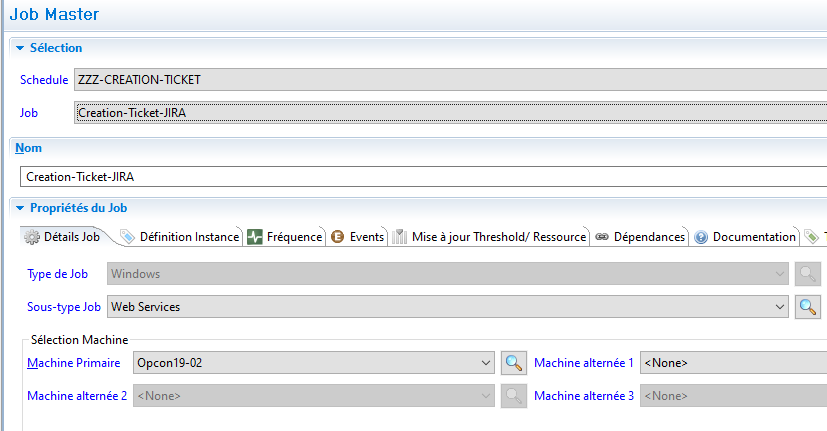 Job Master
Sélection
Schedule ZZZ-CREATION-TICKET
Job Creation-Ticket-JIRA
Nom
Creation-Ticket-JIRA
Propriétés du Job
Détails Job Définition Instance Fréquence Events Mise à jour Threshold/ Ressource Dépendances Documentation
Type de Job Windows
Sous-type Job Web Services
Sélection Machine
Machine Primaire Opcon19-02 Machine alternée 1 <None>
Machine alternée 2 <None> Machine alternée 3 <None>